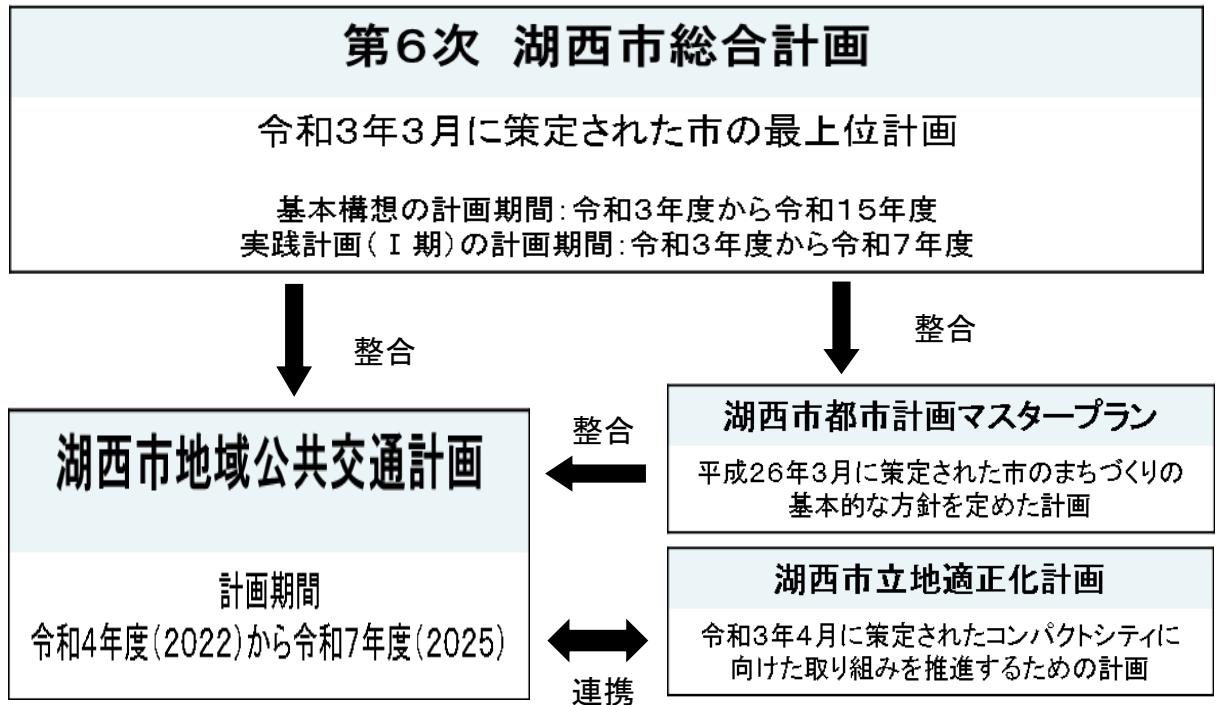 第6次 湖西市総合計画
令和3年3月に策定された市の最上位計画
基本構想の計画期間:令和3年度から令和15年度
実践計画(Ⅰ期)の計画期間:令和3年度から令和7年度
整合
整合
湖西市地域公共交通計画
計画期間
令和4年度(2022)から令和7年度(2025)
整合
連携
湖西市都市計画マスタープラン
平成26年3月に策定された市のまちづくりの
基本的な方針を定めた計画
湖西市立地適正化計画
令和3年4月に策定されたコンパクトシティに
向けた取り組みを推進するための計画